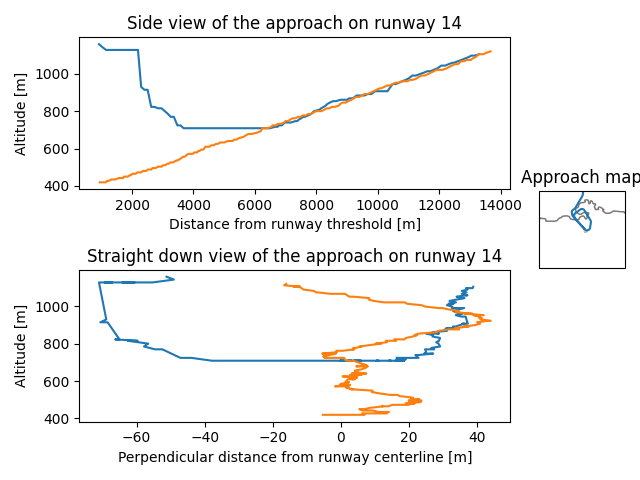 Side view of the approach on runway 14
Altitude [m]
1000
800
600
400
2000 4000 6000 8000 10000 12000 14000
Distance from runway threshold [m]
Approach map
Straight down view of the approach on runway 14
Altitude [m]
1000
800
600
400
−60 −40 −20 0 20 40
Perpendicular distance from runway centerline [m]